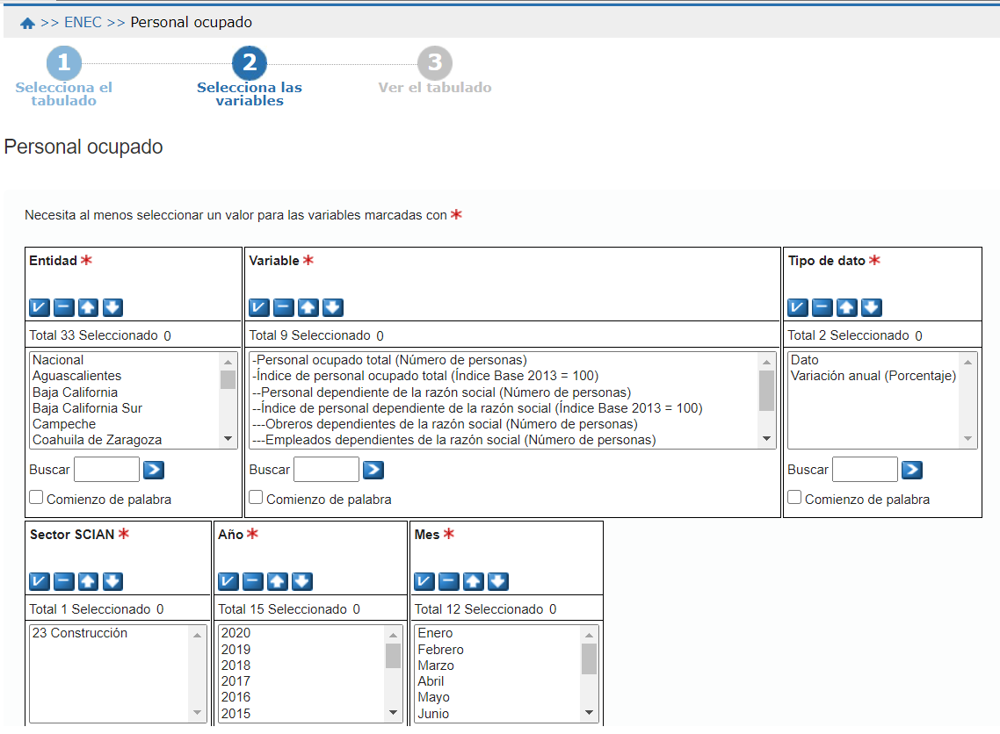 >> ENEC >> Personal ocupado
1 2 3
Selecciona el
tabulado
Selecciona las
variables
Ver el tabulado
Personal ocupado
Necesita al menos seleccionar un valor para las variables marcadas con *
Entidad *
Total 33 Seleccionado 0
Nacional
Aguascalientes
Baja California
Baja California Sur
Campeche
Coahuila de Zaragoza
Buscar
Comienzo de palabra
Variable *
Total 9 Seleccionado 0
-Personal ocupado total (Número de personas)
-Índice de personal ocupado total (Índice Base 2013 = 100)
--Personal dependiente de la razón social (Número de personas)
--Índice de personal dependiente de la razón social (Índice Base 2013 = 100)
---Obreros dependientes de la razón social (Número de personas)
---Empleados dependientes de la razón social (Número de personas)
Buscar
Comienzo de palabra
Tipo de dato *
Total 2 Seleccionado 0
Dato
Variación anual (Porcentaje)
Buscar
Comienzo de palabra
Sector SCIAN *
Total 1 Seleccionado 0
23 Construcción
Año *
Total 15 Seleccionado 0
2020
2019
2018
2017
2016
2015
Mes *
Total 12 Seleccionado 0
Enero
Febrero
Marzo
Abril
Mayo
Junio